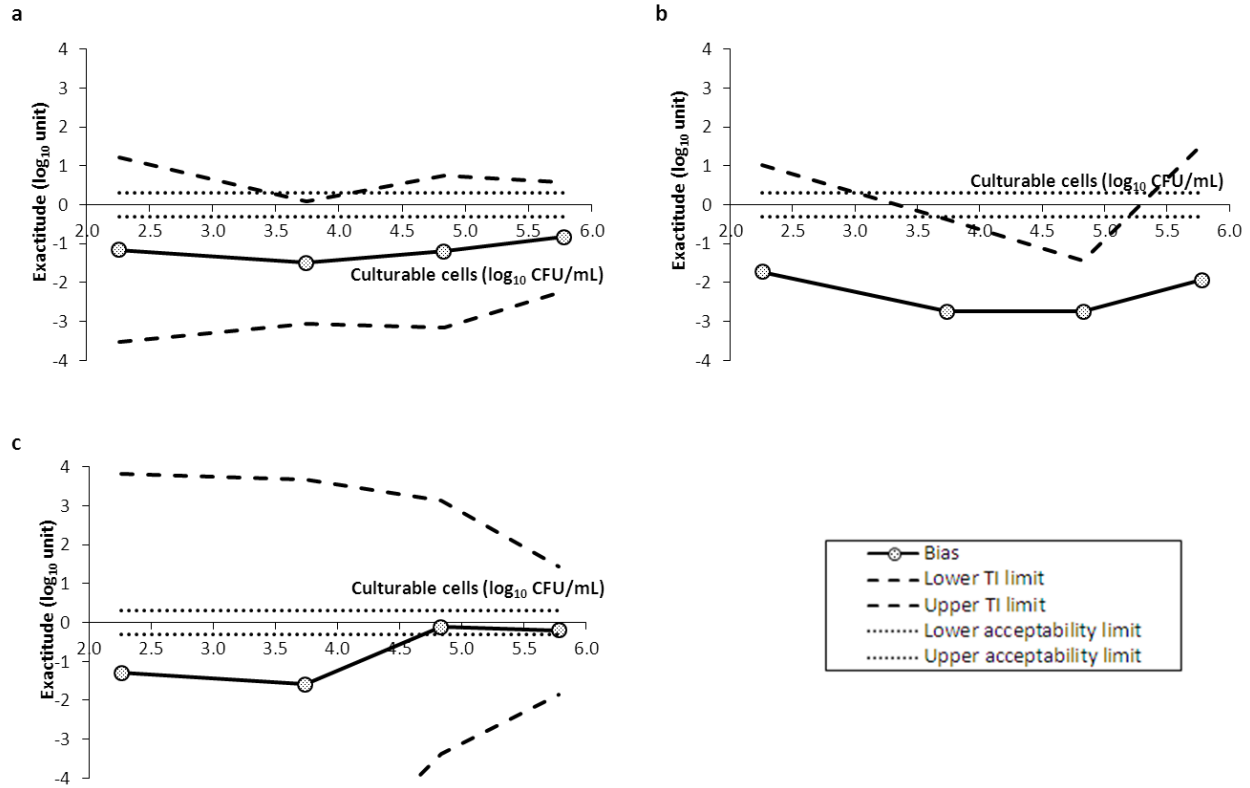 a
4
3
2
1
0
-1
-2
-3
-4
2.0 2.5 3.0 3.5 4.0 4.5 5.0 5.5 6.0
Exactitude (log10 unit)
Culturable cells (log10 CFU/mL)
b
4
3
2
1
0
-1
-2
-3
-4
2.0 2.5 3.0 3.5 4.0 4.5 5.0 5.5 6.0
Exactitude (log10 unit)
Culturable cells (log10 CFU/mL)
c
4
3
2
1
0
-1
-2
-3
-4
2.0 2.5 3.0 3.5 4.0 4.5 5.0 5.5 6.0
Exactitude (log10 unit)
Culturable cells (log10 CFU/mL)
Bias
Lower TI limit
Upper TI limit
Lower acceptability limit
Upper acceptability limit